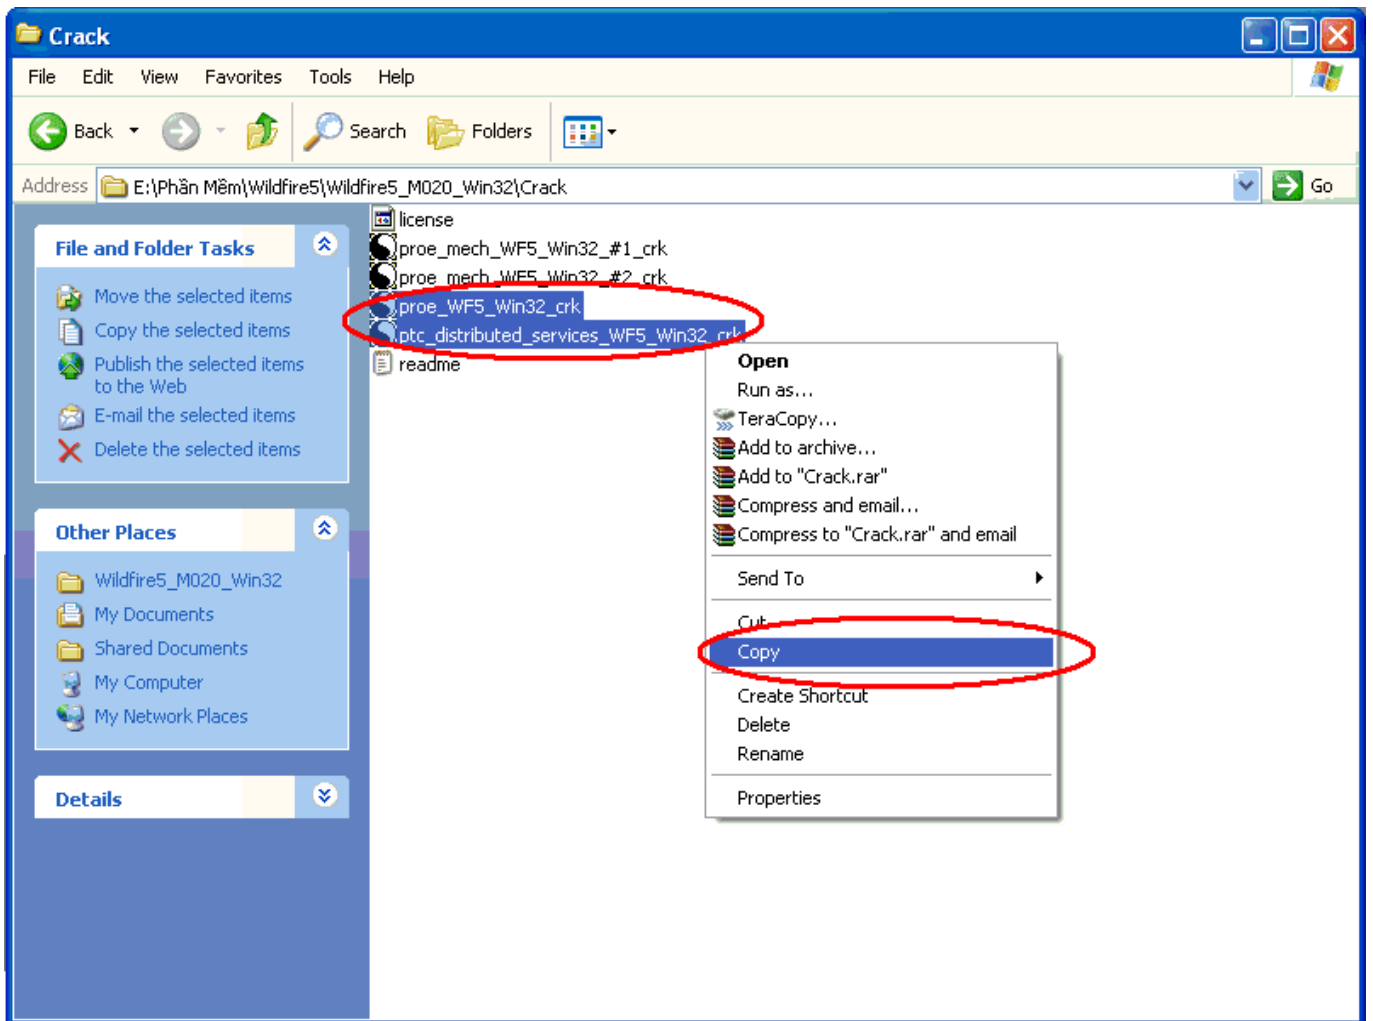 Crack
File Edit View Favorites Tools Help
Back Search Folders
Address E:\Phần Mềm\Wildfire5\Wildfire5_M020_Win32\Crack Go
File and Folder Tasks
Move the selected items
Copy the selected items
Publish the selected items
to the Web
E-mail the selected items
Delete the selected items
Other Places
Wildfire5_M020_Win32
My Documents
Shared Documents
My Computer
My Network Places
Details
license
proe_mech_WF5_Win32_#1_crk
proe_mech_WF5_Win32_#2_crk
proe_WF5_Win32_crk
ptc_distributed_services_WF5_Win32_crk
readme
Open
Run as...
TeraCopy...
Add to archive...
Add to "Crack.rar"
Compress and email...
Compress to "Crack.rar" and email
Send To
Cut
Copy
Create Shortcut
Delete
Rename
Properties